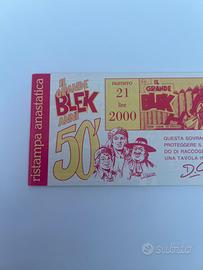 ristampa anastatica
IL
GRANDE
BLEK
ANNI
50'
numero
21
lire
2000
IL
GRANDE
BLEK
QUESTA SOVRA
PROTEGGERE IL
DO DI RACCOG
UNA TAVOLA I
Subito